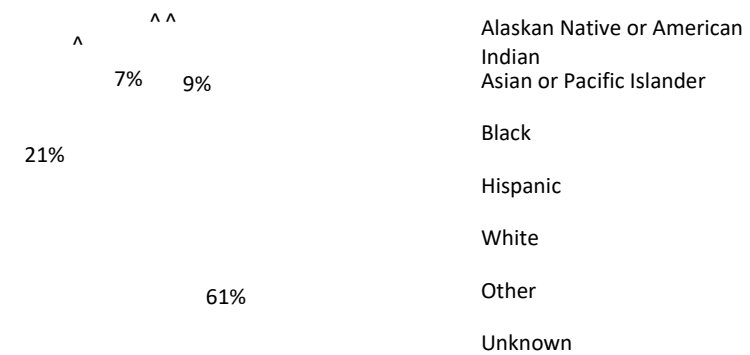 ^ ^
^
7%
9%
21%
61%
Alaskan Native or American
Indian
Asian or Pacific Islander
Black
Hispanic
White
Other
Unknown